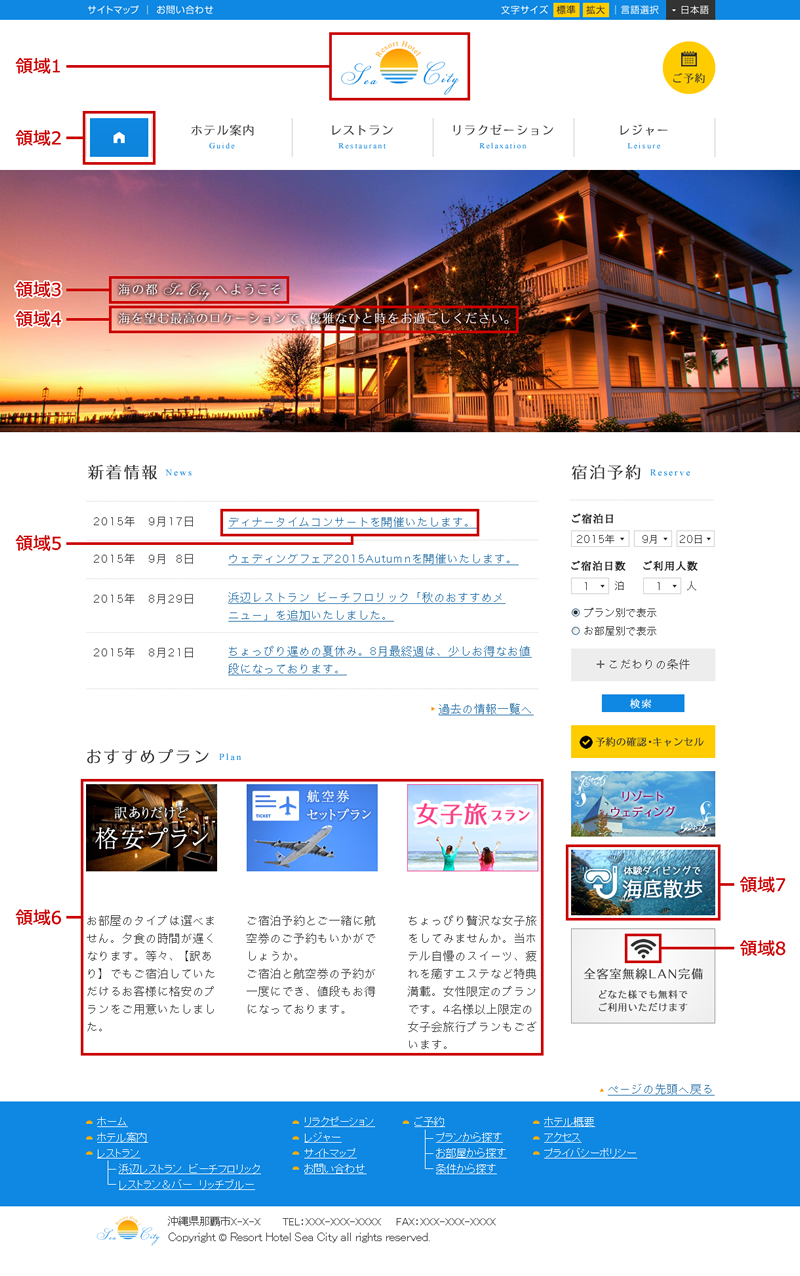 サイトマップ | お問い合わせ 文字サイズ 標準 拡大 | 言語選択 ▼日本語
領域1
Resort Hotel
Sea City
ご予約
領域2
ホテル案内 レストラン リラクゼーション レジャー
Guide Restaurant Relaxation Leisure
領域3
海の都 Sea City へようこそ
領域4
海を望む最高のロケーションで、優雅なひと時をお過ごしください。
新着情報 News
2015年 9月17日 ディナータイムコンサートを開催いたします。
領域5
2015年 9月 8日 ウェディングフェア2015Autumnを開催いたします。
2015年 8月29日 浜辺レストラン ビーチフロリック「秋のおすすめメ
ニュー」を追加いたしました。
2015年 8月21日 ちょっぴり遅めの夏休み。8月最終週は、少しお得なお値
段になっております。
過去の情報一覧へ
おすすめプラン Plan
訳ありだけど
格安プラン
航空券
セットプラン
TICKET
女子旅プラン
領域6
お部屋のタイプは選べま
せん。夕食の時間が遅く
なります。等々、【訳あ
り】でもご宿泊していた
だけるお客様に格安のプ
ランをご用意いたしまし
た。
ご宿泊予約とご一緒に航
空券のご予約もいかがで
しょうか。
ご宿泊と航空券の予約が
一度にでき、値段もお得
になっております。
ちょっぴり贅沢な女子旅
をしてみませんか。当ホ
テル自慢のスイーツ、疲
れを癒すエステなど特典
満載。女性限定のプラン
です。4名様以上限定の
女子会旅行プランもござ
います。
宿泊予約 Reserve
ご宿泊日
2015年▼ 9月▼ 20日▼
ご宿泊日数 ご利用人数
1 ▼ 泊 1 ▼ 人
プラン別で表示
お部屋別で表示
+こだわりの条件
検索
予約の確認・キャンセル
リゾート
ウェディング
体験ダイビングで
海底散歩
領域7
領域8
全客室無線LAN完備
どなた様でも無料で
ご利用いただけます
ページの先頭へ戻る
ホーム
ホテル案内
レストラン
浜辺レストラン ビーチフロリック
レストラン＆バー リッチブルー
リラクゼーション
レジャー
サイトマップ
お問い合わせ
ご予約
プランから探す
お部屋から探す
条件から探す
ホテル概要
アクセス
プライバシーポリシー
Resort Hotel
Sea City
沖縄県那覇市X-X-X TEL：XXX-XXX-XXXX FAX：XXX-XXX-XXXX
Copyright © Resort Hotel Sea City all rights reserved.